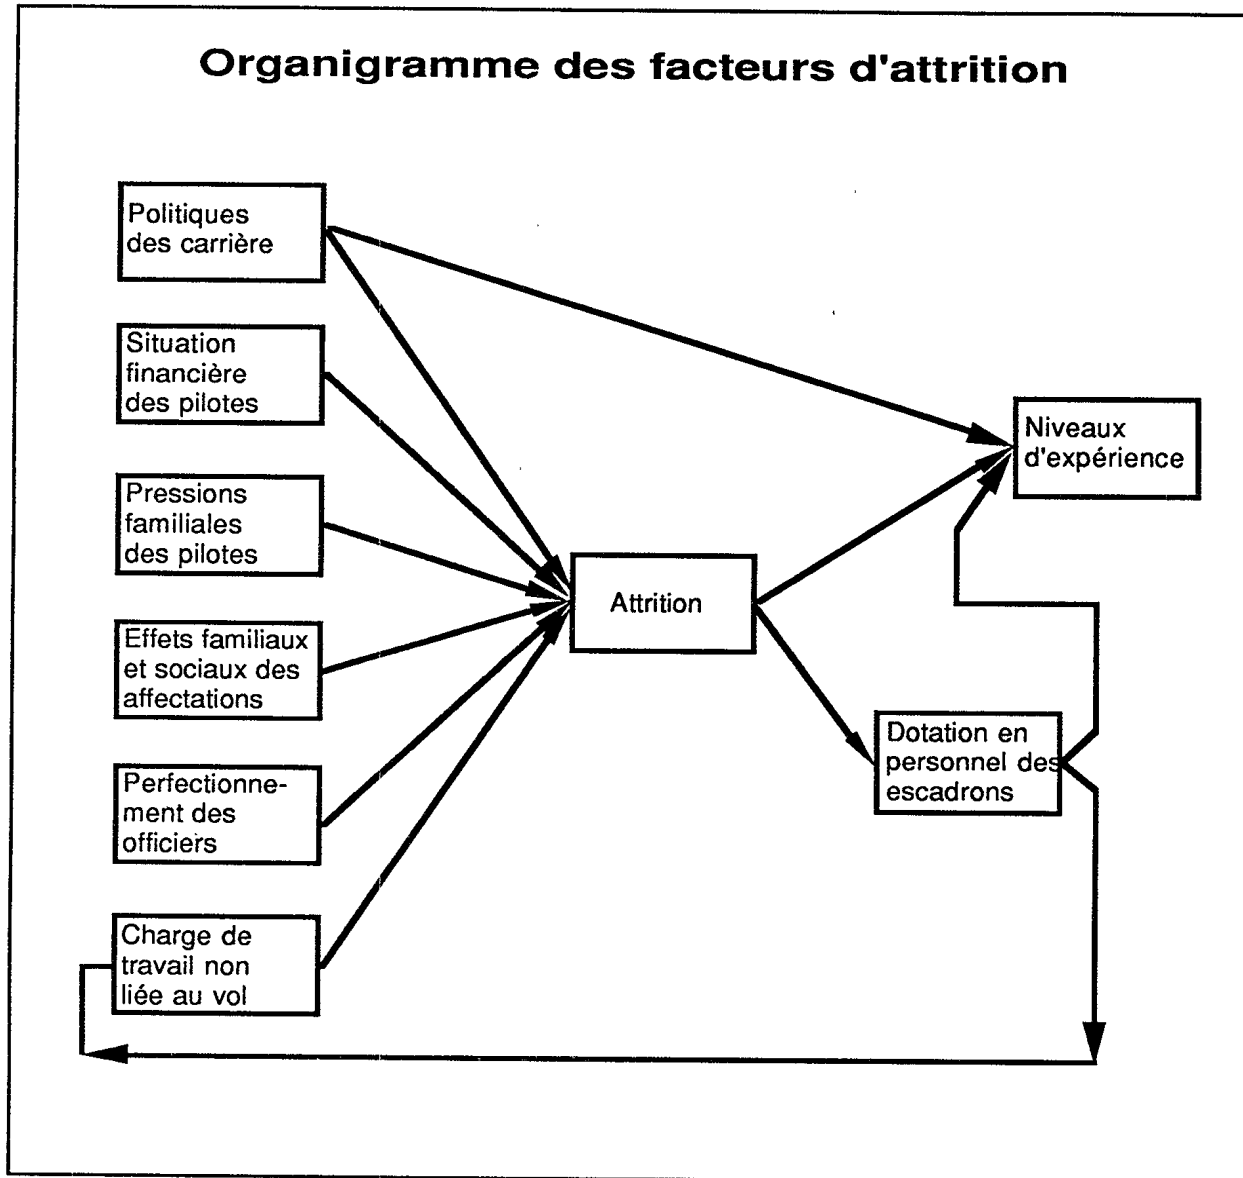 Organigramme des facteurs d'attrition
Politiques
des carrière
Situation
financière
des pilotes
Pressions
familiales
des pilotes
Effets familiaux
et sociaux des
affectations
Perfectionne-
ment des
officiers
Charge de
travail non
liée au vol
Attrition
Niveaux
d'expérience
Dotation en
personnel des
escadrons